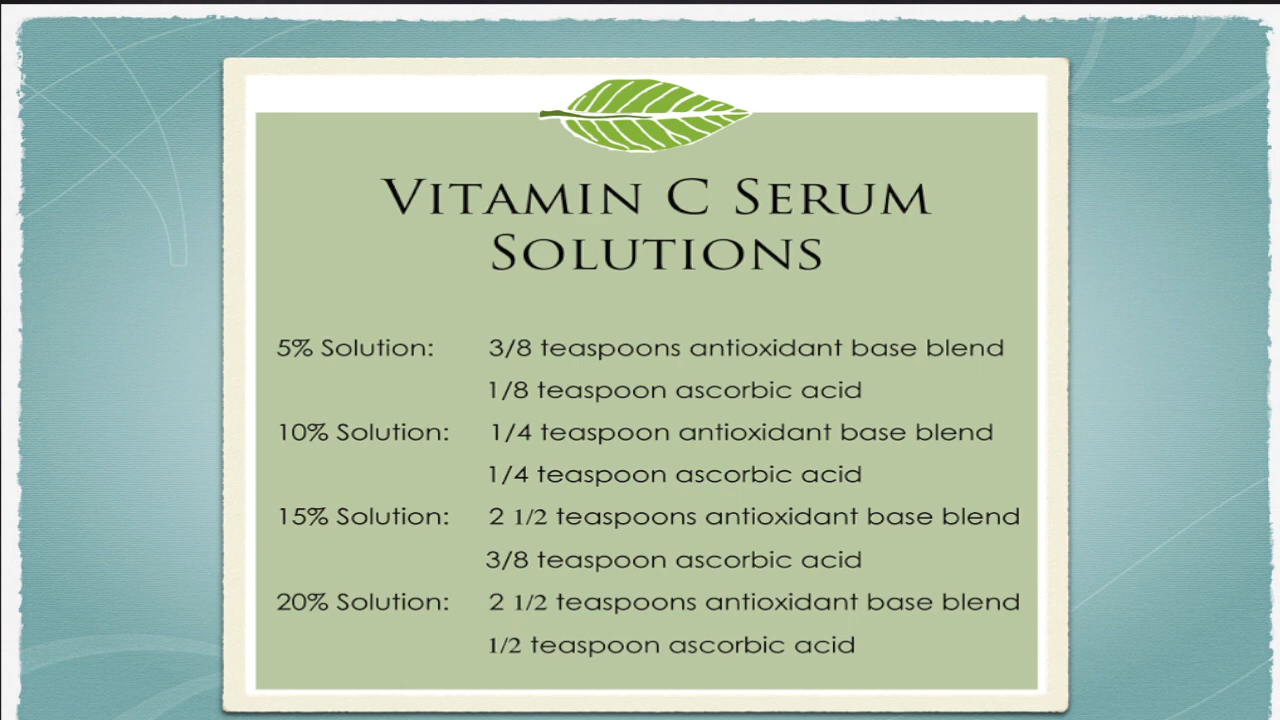 Vitamin C Serum
Solutions
5% Solution: 3/8 teaspoons antioxidant base blend
1/8 teaspoon ascorbic acid
10% Solution: 1/4 teaspoon antioxidant base blend
1/4 teaspoon ascorbic acid
15% Solution: 2 1/2 teaspoons antioxidant base blend
3/8 teaspoon ascorbic acid
20% Solution: 2 1/2 teaspoons antioxidant base blend
1/2 teaspoon ascorbic acid